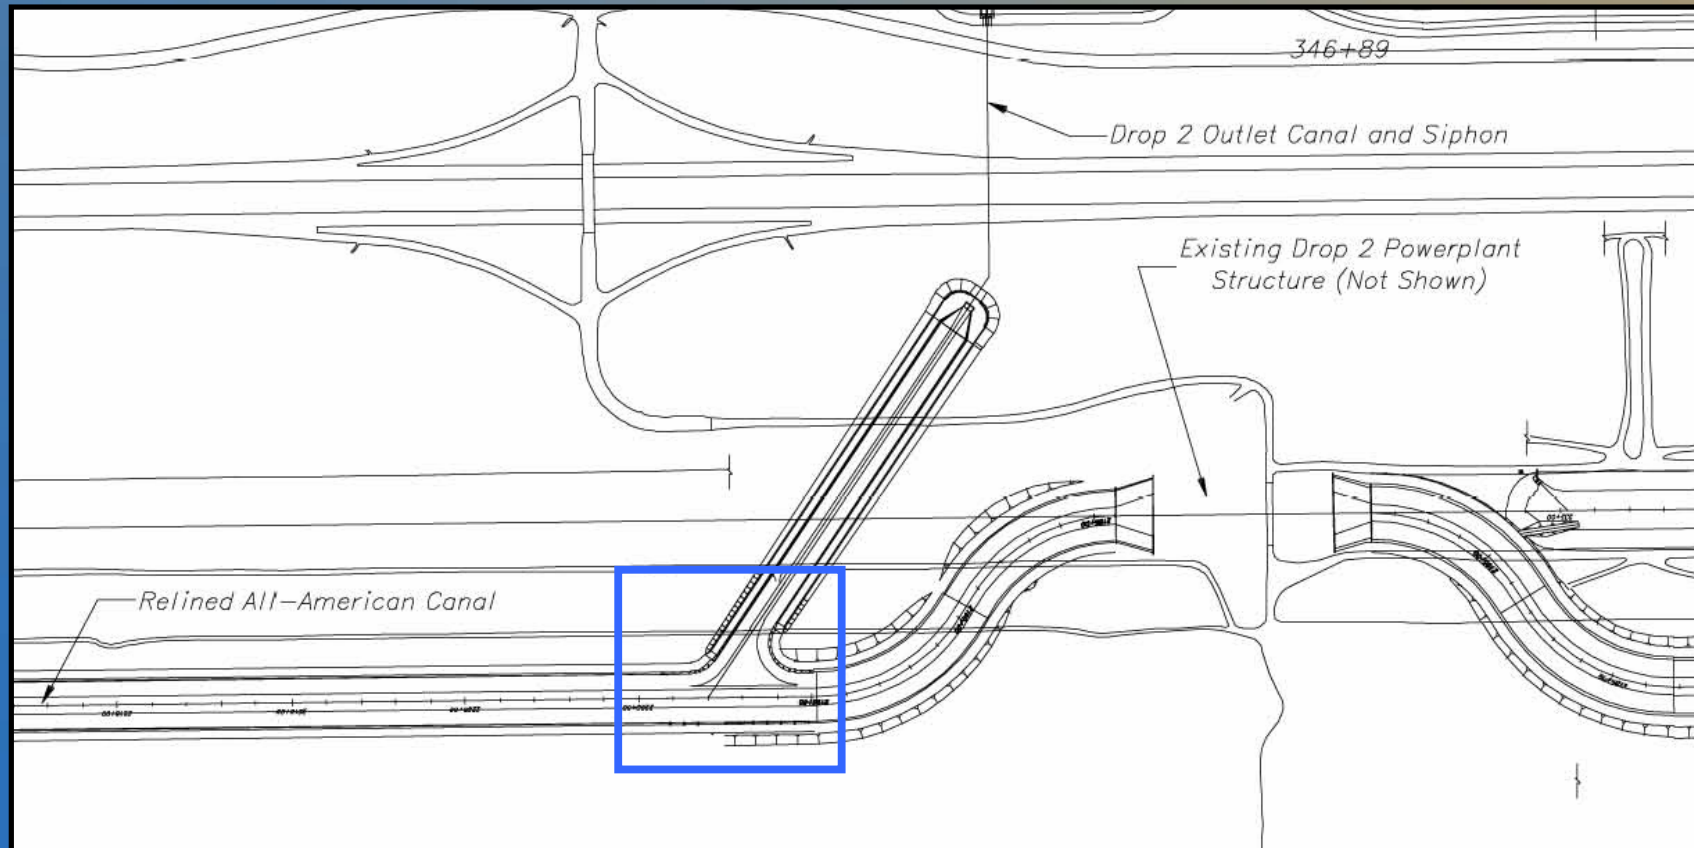 346+89
Drop 2 Outlet Canal and Siphon
Existing Drop 2 Powerplant
Structure (Not Shown)
Relined All-American Canal